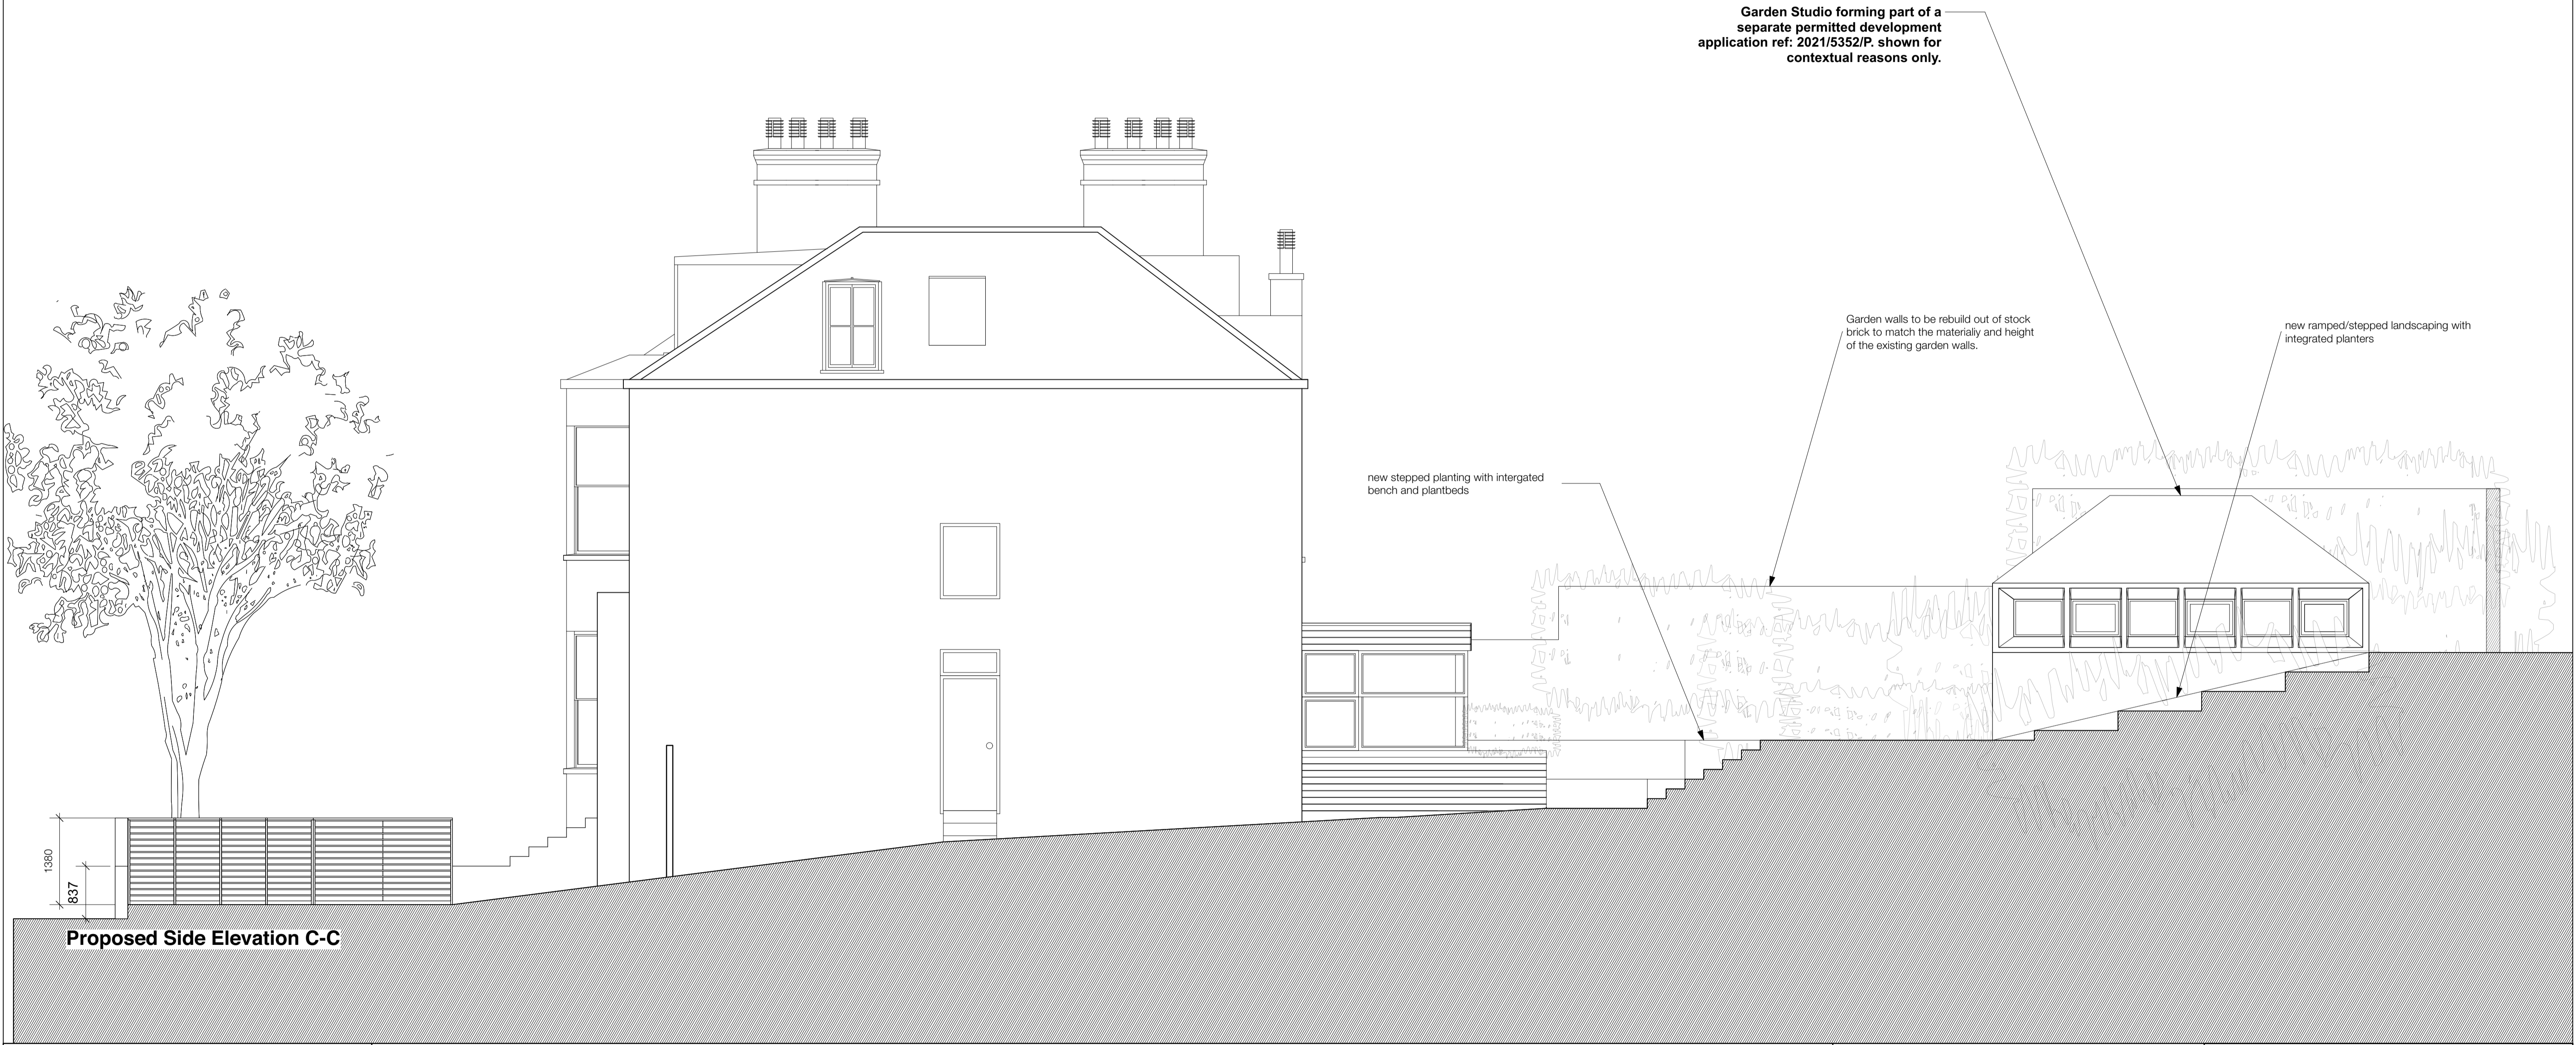 Garden Studio forming part of a
separate permitted development
application ref: 2021/5352/P. shown for
contextual reasons only.
Garden walls to be rebuild out of stock
brick to match the materialiy and height
of the existing garden walls.
new ramped/stepped landscaping with
integrated planters
new stepped planting with intergated
bench and plantbeds
1380
837
Proposed Side Elevation C-C